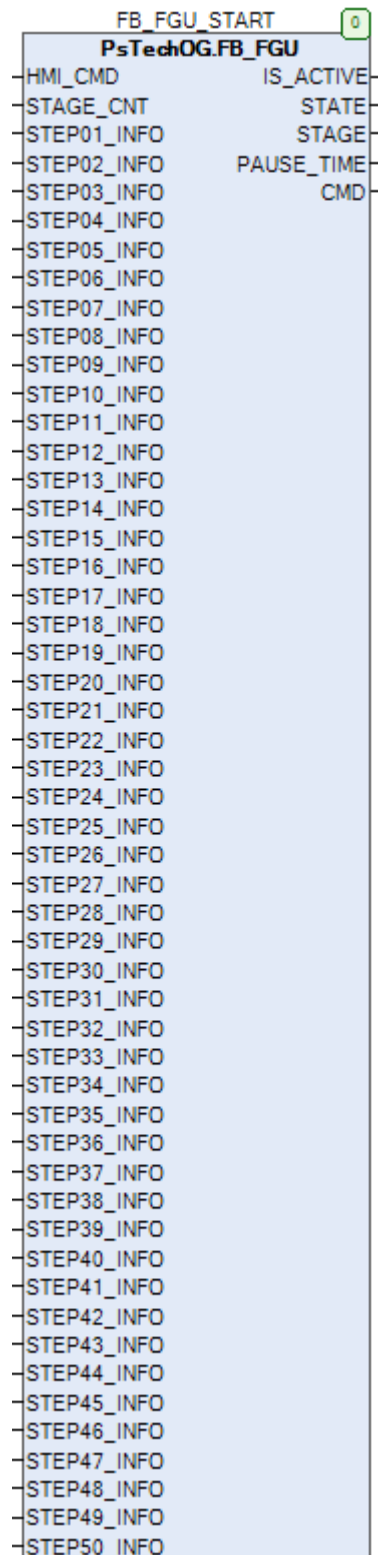 FB_FGU_START 0
PsTechOG.FB_FGU
HMI_CMD IS_ACTIVE
STAGE_CNT STATE
STEP01_INFO STAGE
STEP02_INFO PAUSE_TIME
STEP03_INFO CMD
STEP04_INFO
STEP05_INFO
STEP06_INFO
STEP07_INFO
STEP08_INFO
STEP09_INFO
STEP10_INFO
STEP11_INFO
STEP12_INFO
STEP13_INFO
STEP14_INFO
STEP15_INFO
STEP16_INFO
STEP17_INFO
STEP18_INFO
STEP19_INFO
STEP20_INFO
STEP21_INFO
STEP22_INFO
STEP23_INFO
STEP24_INFO
STEP25_INFO
STEP26_INFO
STEP27_INFO
STEP28_INFO
STEP29_INFO
STEP30_INFO
STEP31_INFO
STEP32_INFO
STEP33_INFO
STEP34_INFO
STEP35_INFO
STEP36_INFO
STEP37_INFO
STEP38_INFO
STEP39_INFO
STEP40_INFO
STEP41_INFO
STEP42_INFO
STEP43_INFO
STEP44_INFO
STEP45_INFO
STEP46_INFO
STEP47_INFO
STEP48_INFO
STEP49_INFO
STEP50_INFO